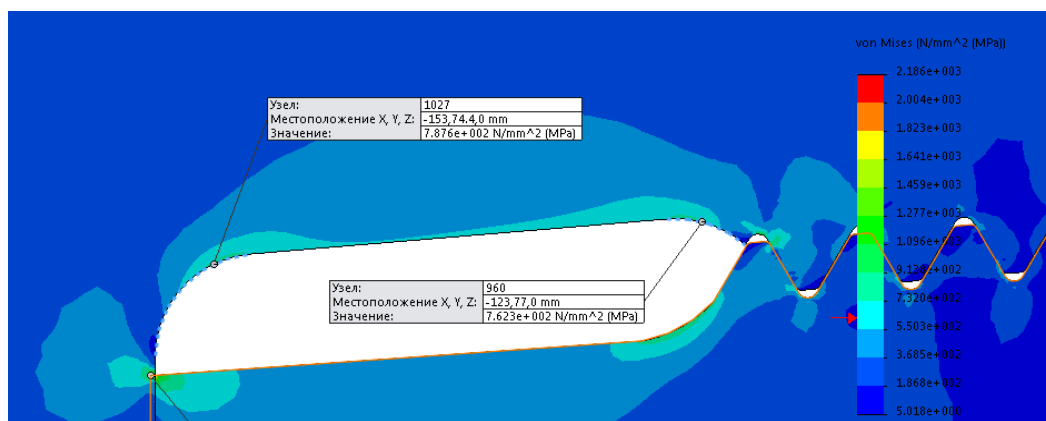 von Mises (N/mm^2 (MPa))
2.186e+003
2.004e+003
1.823e+003
1.641e+003
1.459e+003
1.277e+003
1.096e+003
9.138e+002
7.320e+002
5.503e+002
3.685e+002
1.868e+002
5.018e+000
Узел: 1027
Местоположение X, Y, Z: -153,74.4,0 mm
Значение: 7.876e+002 N/mm^2 (MPa)
Узел: 960
Местоположение X, Y, Z: -123,77,0 mm
Значение: 7.623e+002 N/mm^2 (MPa)